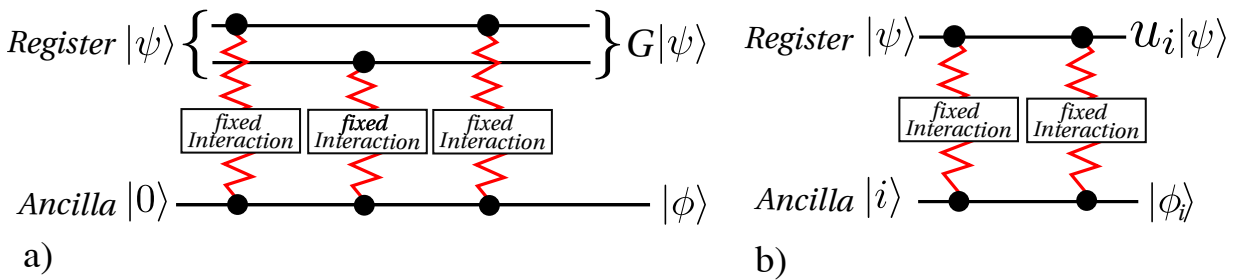 Register |ψ⟩ { } G|ψ⟩
fixed Interaction
fixed Interaction
fixed Interaction
Ancilla |0⟩ |ϕ⟩
a)
Register |ψ⟩ u_i|ψ⟩
fixed Interaction
fixed Interaction
Ancilla |i⟩ |ϕ_i⟩
b)